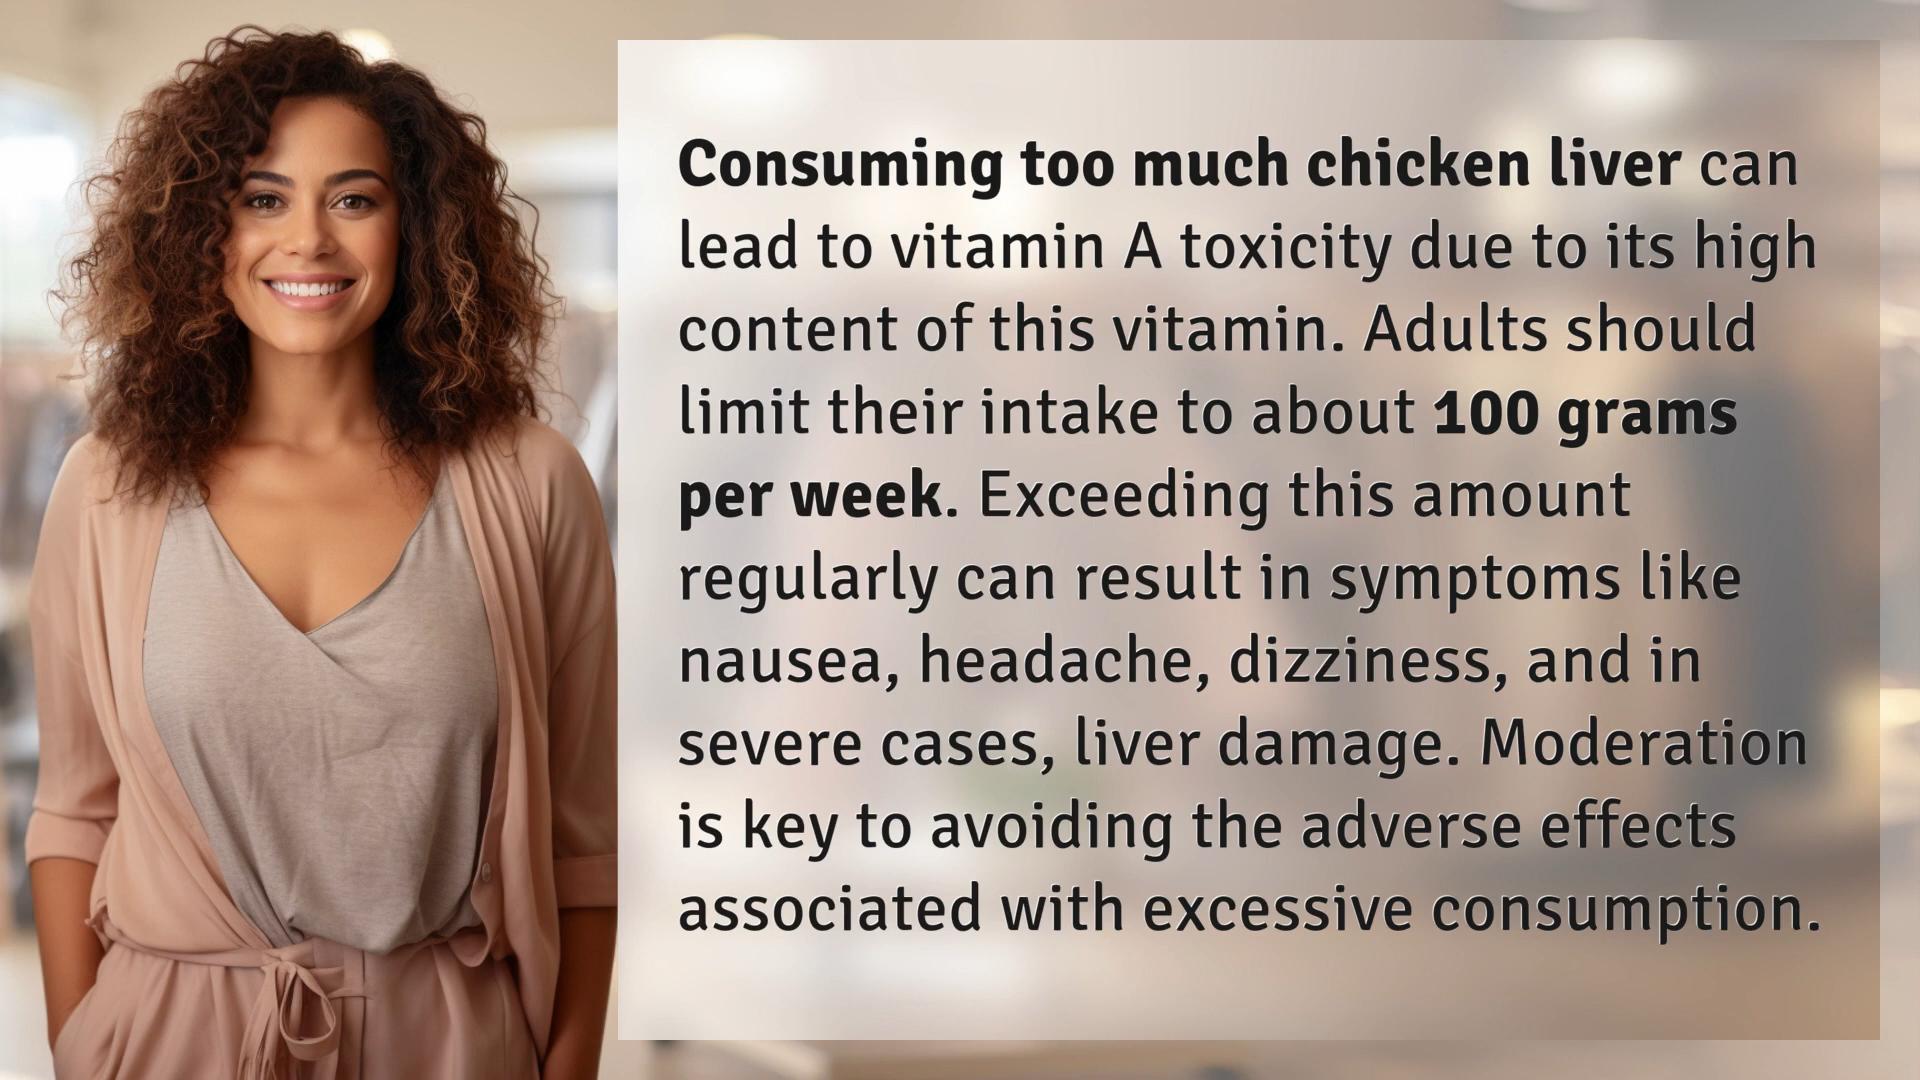 Consuming too much chicken liver can
lead to vitamin A toxicity due to its high
content of this vitamin. Adults should
limit their intake to about 100 grams
per week. Exceeding this amount
regularly can result in symptoms like
nausea, headache, dizziness, and in
severe cases, liver damage. Moderation
is key to avoiding the adverse effects
associated with excessive consumption.